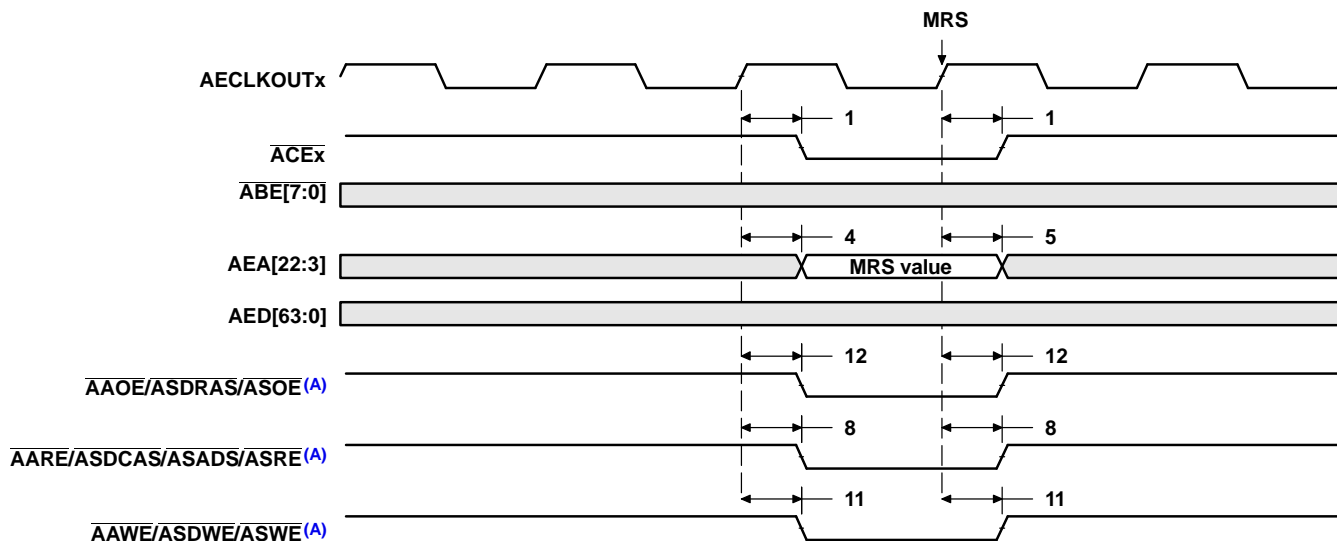 MRS
AECLKOUTx
1 1
ACEx
ABE[7:0]
4 5
AEA[22:3] MRS value
AED[63:0]
12 12
AAOE/ASDRAS/ASOE(A)
8 8
AARE/ASDCAS/ASADS/ASRE(A)
11 11
AAWE/ASDWE/ASWE(A)